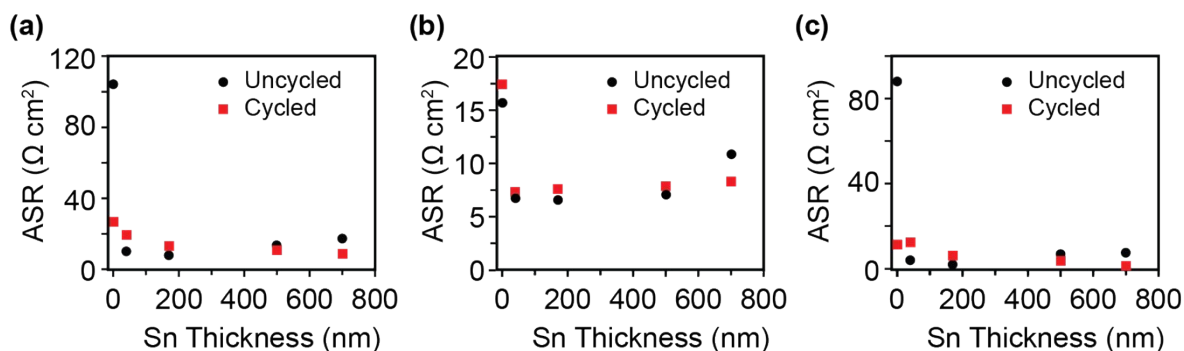 (a)
120
80
40
0
ASR (Ω cm²)
Uncycled
Cycled
0 200 400 600 800
Sn Thickness (nm)
(b)
20
15
10
5
0
ASR (Ω cm²)
Uncycled
Cycled
0 200 400 600 800
Sn Thickness (nm)
(c)
80
40
0
ASR (Ω cm²)
Uncycled
Cycled
0 200 400 600 800
Sn Thickness (nm)